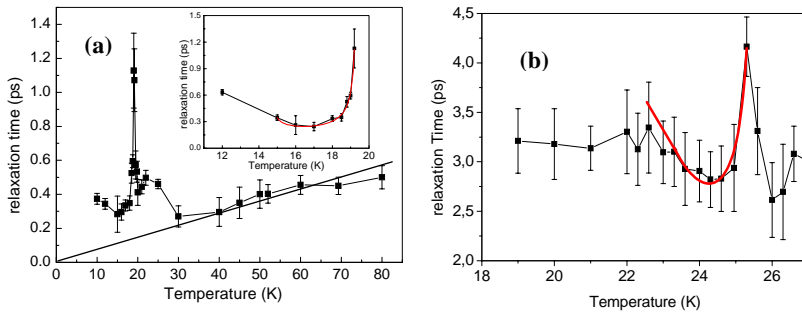 (a)
relaxation time (ps)
1.4
1.2
1.0
0.8
0.6
0.4
0.2
0.0
0 10 20 30 40 50 60 70 80
Temperature (K)
relaxation time (ps)
1.5
1.2
0.9
0.6
0.3
0.0
12 14 16 18 20
Temperature (K)
(b)
relaxation Time (ps)
4,5
4,0
3,5
3,0
2,5
2,0
18 20 22 24 26
Temperature (K)